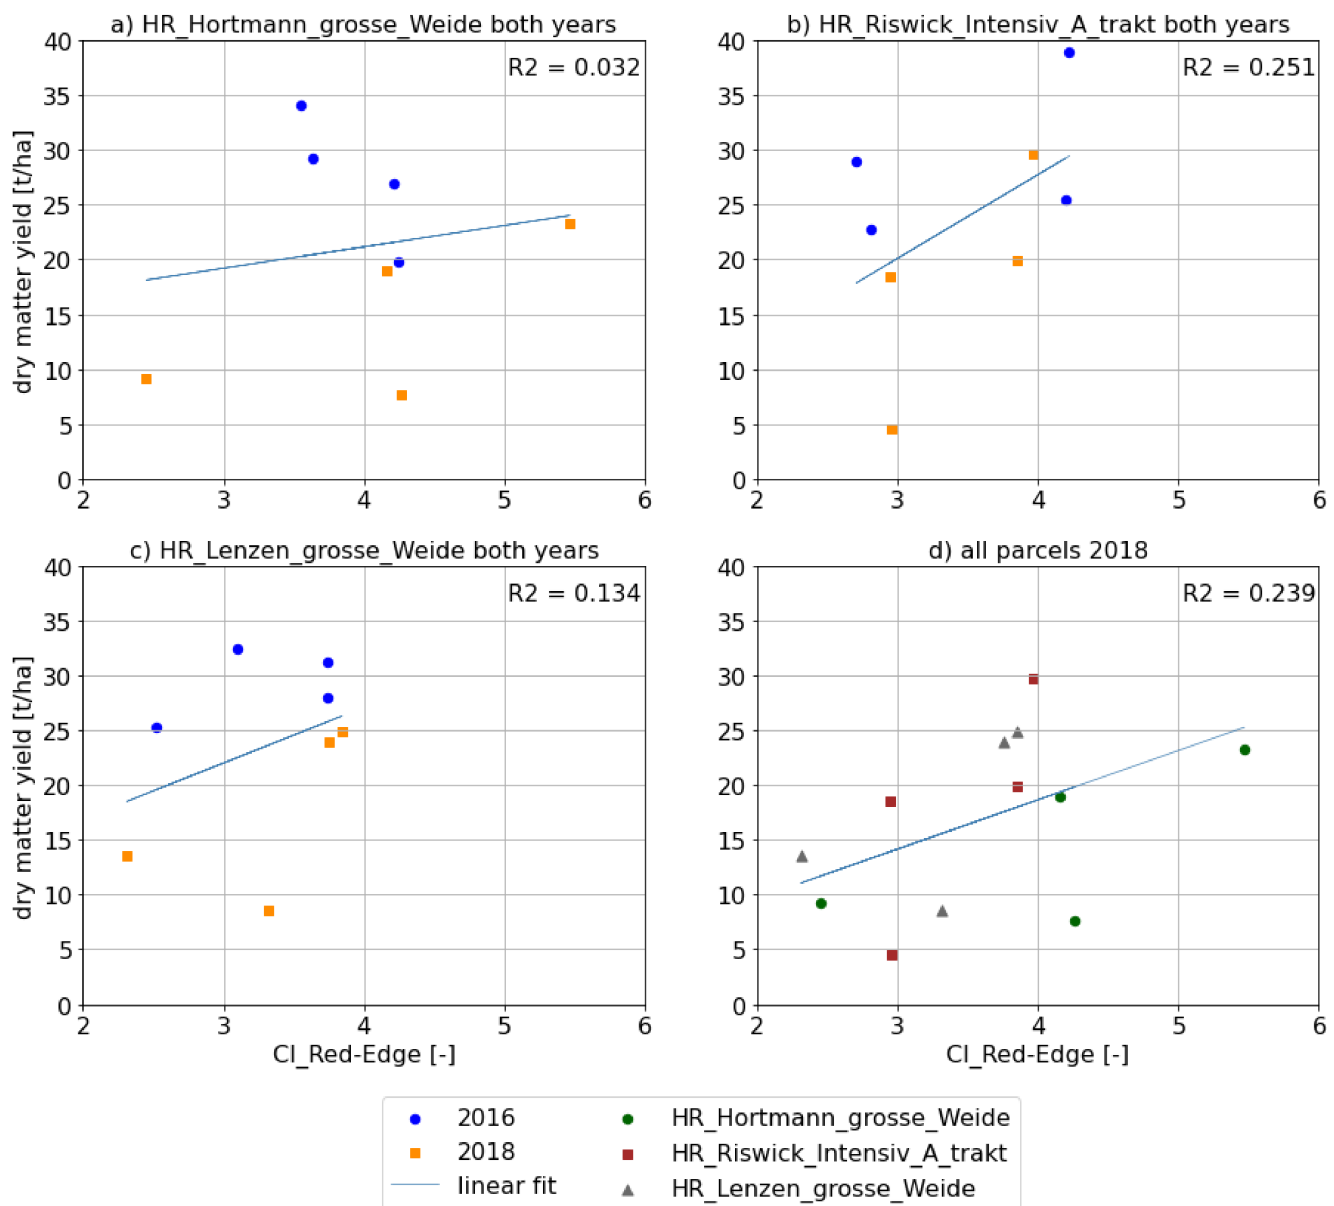 a) HR_Hortmann_grosse_Weide both years
R2 = 0.032
40
35
30
25
20
15
10
5
0
dry matter yield [t/ha]
2 3 4 5 6
b) HR_Riswick_Intensiv_A_trakt both years
R2 = 0.251
40
35
30
25
20
15
10
5
0
2 3 4 5 6
c) HR_Lenzen_grosse_Weide both years
R2 = 0.134
40
35
30
25
20
15
10
5
0
dry matter yield [t/ha]
2 3 4 5 6
CI_Red-Edge [-]
d) all parcels 2018
R2 = 0.239
40
35
30
25
20
15
10
5
0
2 3 4 5 6
CI_Red-Edge [-]
2016
2018
linear fit
HR_Hortmann_grosse_Weide
HR_Riswick_Intensiv_A_trakt
HR_Lenzen_grosse_Weide